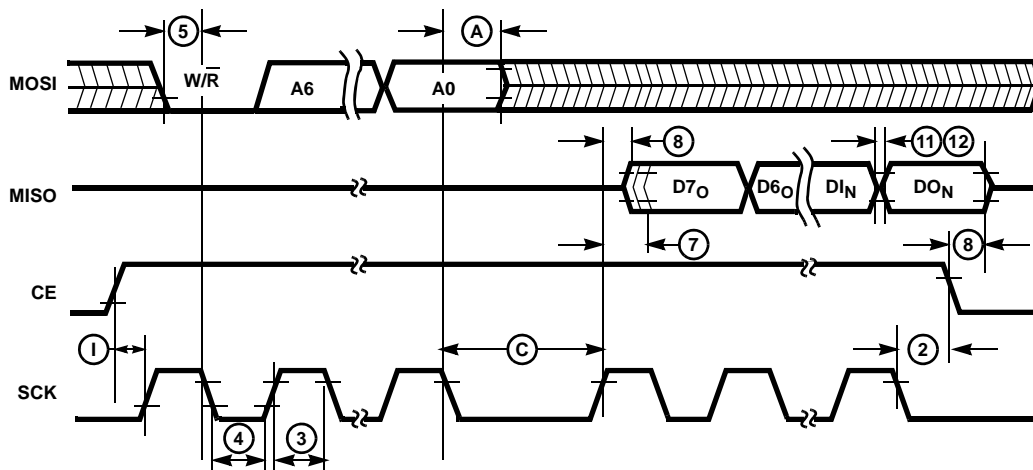 5 A
MOSI W/R̅ A6 A0
8 11 12
MISO D7O D6O DIN DON
7 8
CE
I C 2
SCK
4 3